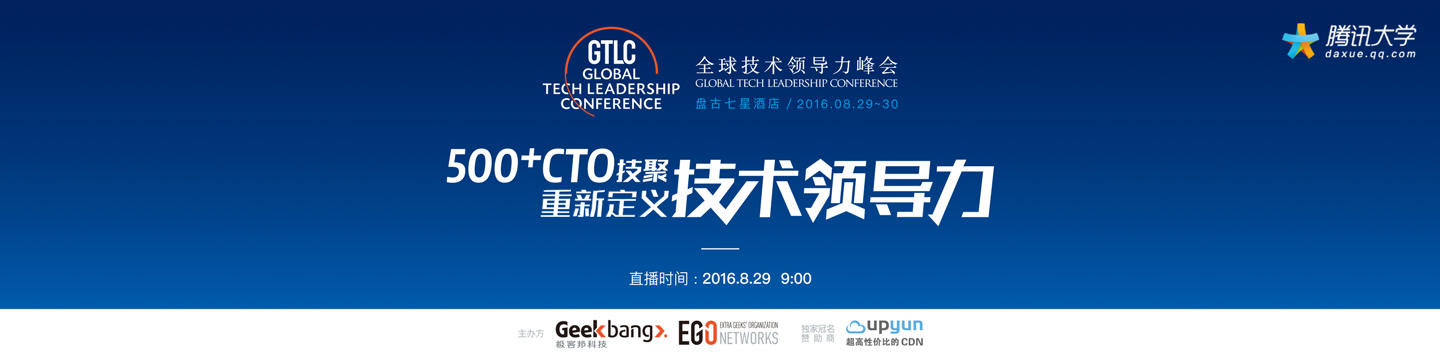 GTLC
GLOBAL
TECH LEADERSHIP
CONFERENCE
全球技术领导力峰会
GLOBAL TECH LEADERSHIP CONFERENCE
盘古七星酒店 / 2016.08.29~30
腾讯大学
daxue.qq.com
500+CTO技聚
重新定义技术领导力
直播时间：2016.8.29 9:00
主办方
Geekbang>.
极客邦科技
EGO
EXTRA GEEKS' ORGANIZATION
NETWORKS
独家冠名
赞助商
upyun
超高性价比的CDN